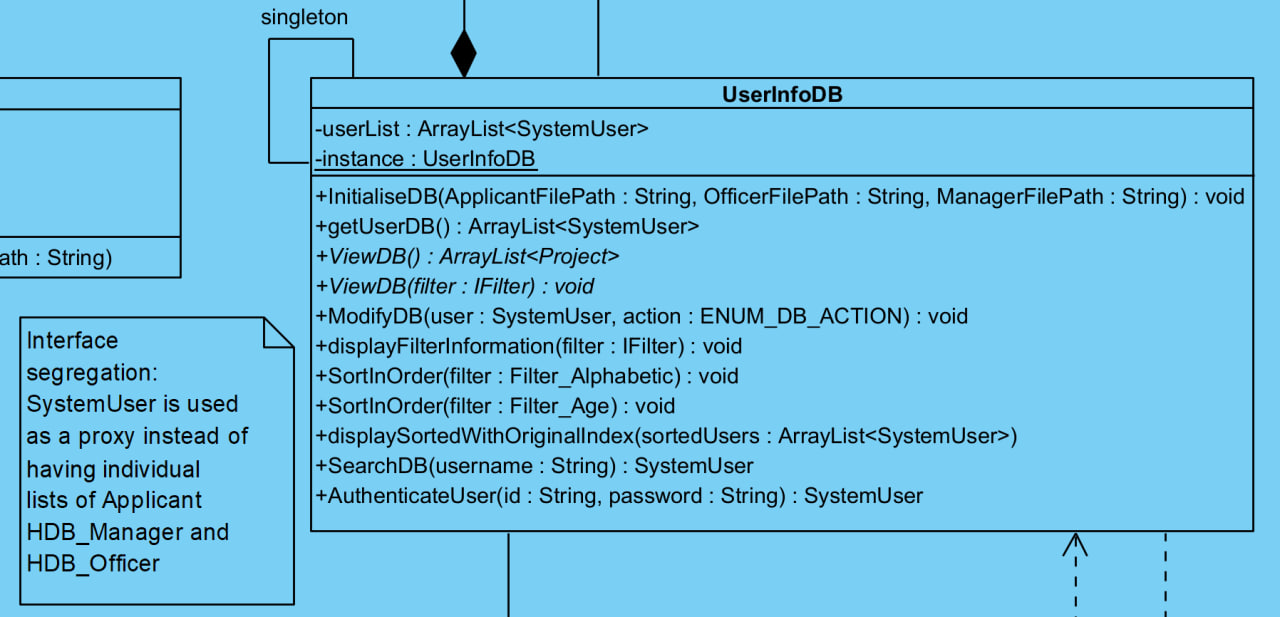 singleton
UserInfoDB
-userList : ArrayList<SystemUser>
-instance : UserInfoDB
+InitialiseDB(ApplicantFilePath : String, OfficerFilePath : String, ManagerFilePath : String) : void
+getUserDB() : ArrayList<SystemUser>
+ViewDB() : ArrayList<Project>
+ViewDB(filter : IFilter) : void
+ModifyDB(user : SystemUser, action : ENUM_DB_ACTION) : void
+displayFilterInformation(filter : IFilter) : void
+SortInOrder(filter : Filter_Alphabetic) : void
+SortInOrder(filter : Filter_Age) : void
+displaySortedWithOriginalIndex(sortedUsers : ArrayList<SystemUser>)
+SearchDB(username : String) : SystemUser
+AuthenticateUser(id : String, password : String) : SystemUser
ath : String)
Interface
segregation:
SystemUser is used
as a proxy instead of
having individual
lists of Applicant
HDB_Manager and
HDB_Officer